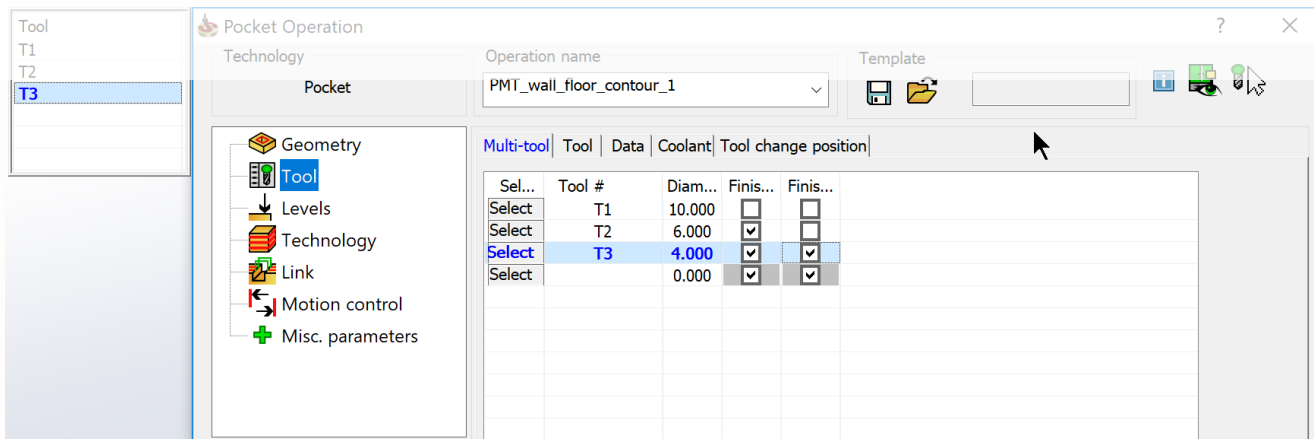 Tool
T1
T2
T3
Pocket Operation
?
Technology
Pocket
Operation name
PMT_wall_floor_contour_1
Template
Geometry
Tool
Levels
Technology
Link
Motion control
Misc. parameters
Multi-tool Tool Data Coolant Tool change position
Sel... Tool # Diam... Finis... Finis...
Select T1 10.000
Select T2 6.000
Select T3 4.000
Select 0.000